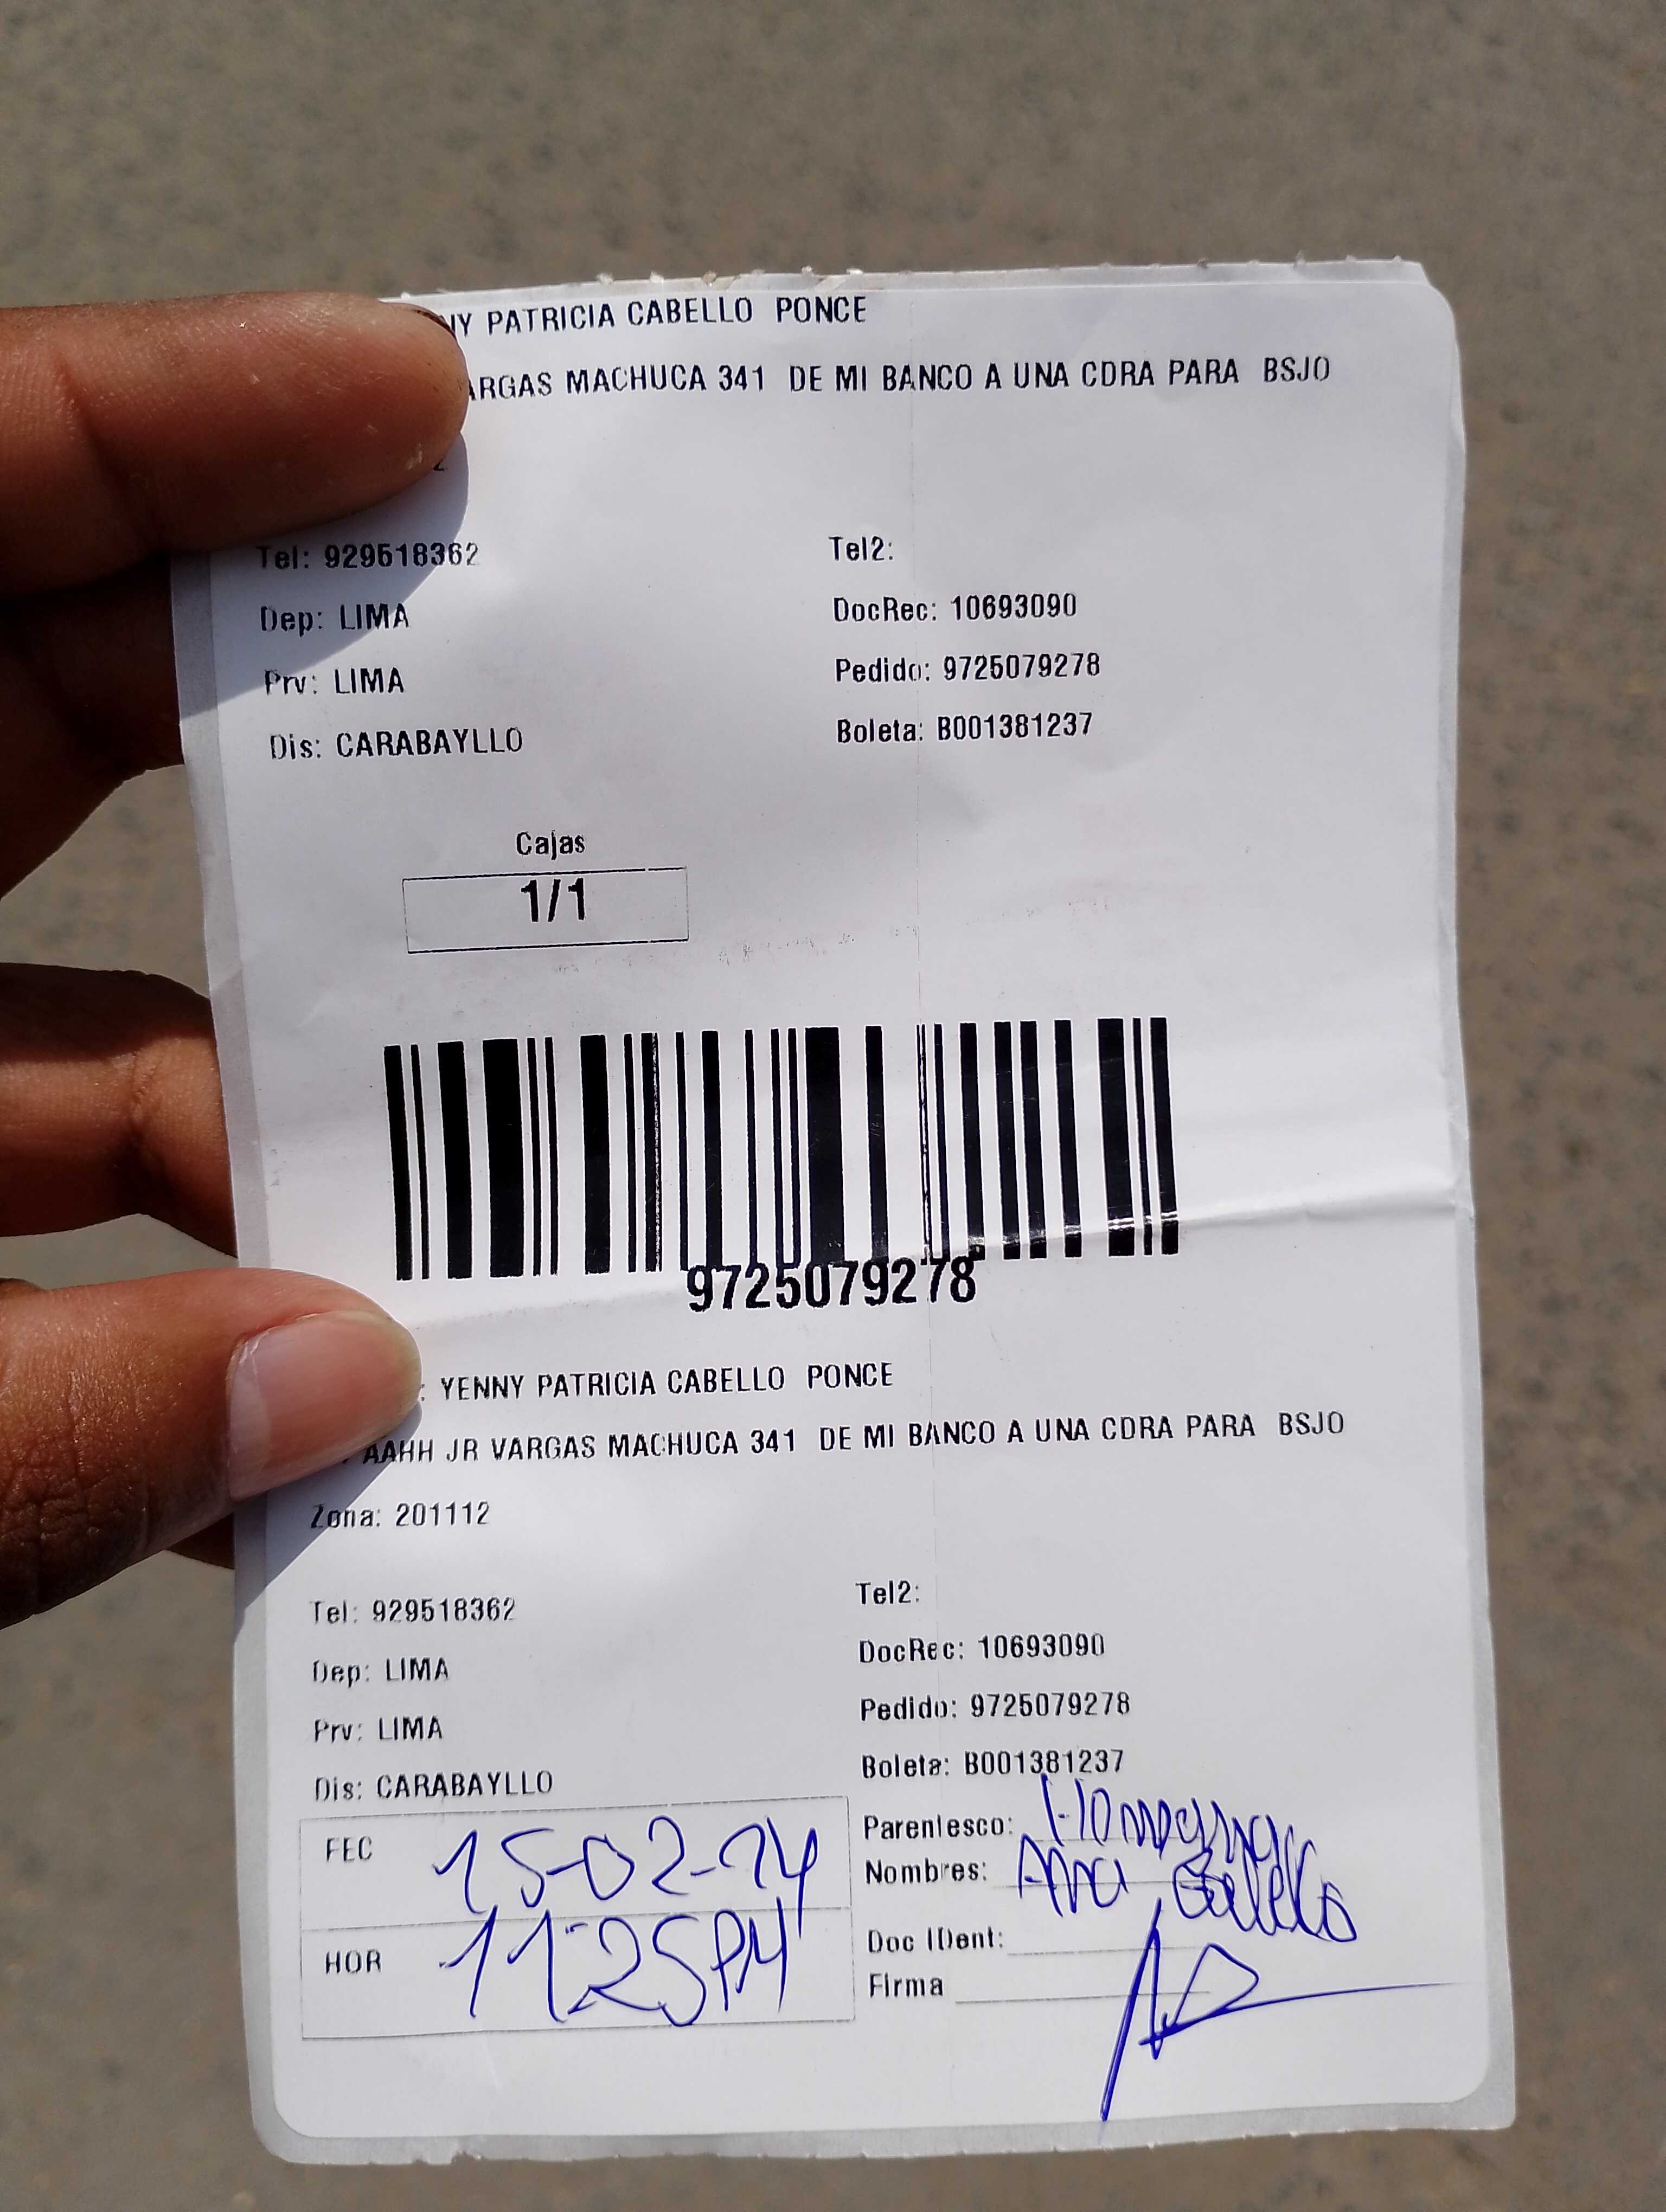 NY PATRICIA CABELLO PONCE
ARGAS MACHUCA 341 DE MI BANCO A UNA CDRA PARA BSJO
Tel: 929518362 Tel2:
Dep: LIMA DocRec: 10693090
Prv: LIMA Pedido: 9725079278
Dis: CARABAYLLO Boleta: B001381237
Cajas
1/1
9725079278
: YENNY PATRICIA CABELLO PONCE
AAHH JR VARGAS MACHUCA 341 DE MI BANCO A UNA CDRA PARA BSJO
Zona: 201112
Tel: 929518362 Tel2:
Dep: LIMA DocRec: 10693090
Prv: LIMA Pedido: 9725079278
Dis: CARABAYLLO Boleta: B001381237
FEC 15-02-24 Parentesco:
Nombres: Ana Cabello
HOR 11:25PM Doc IDent:
Firma